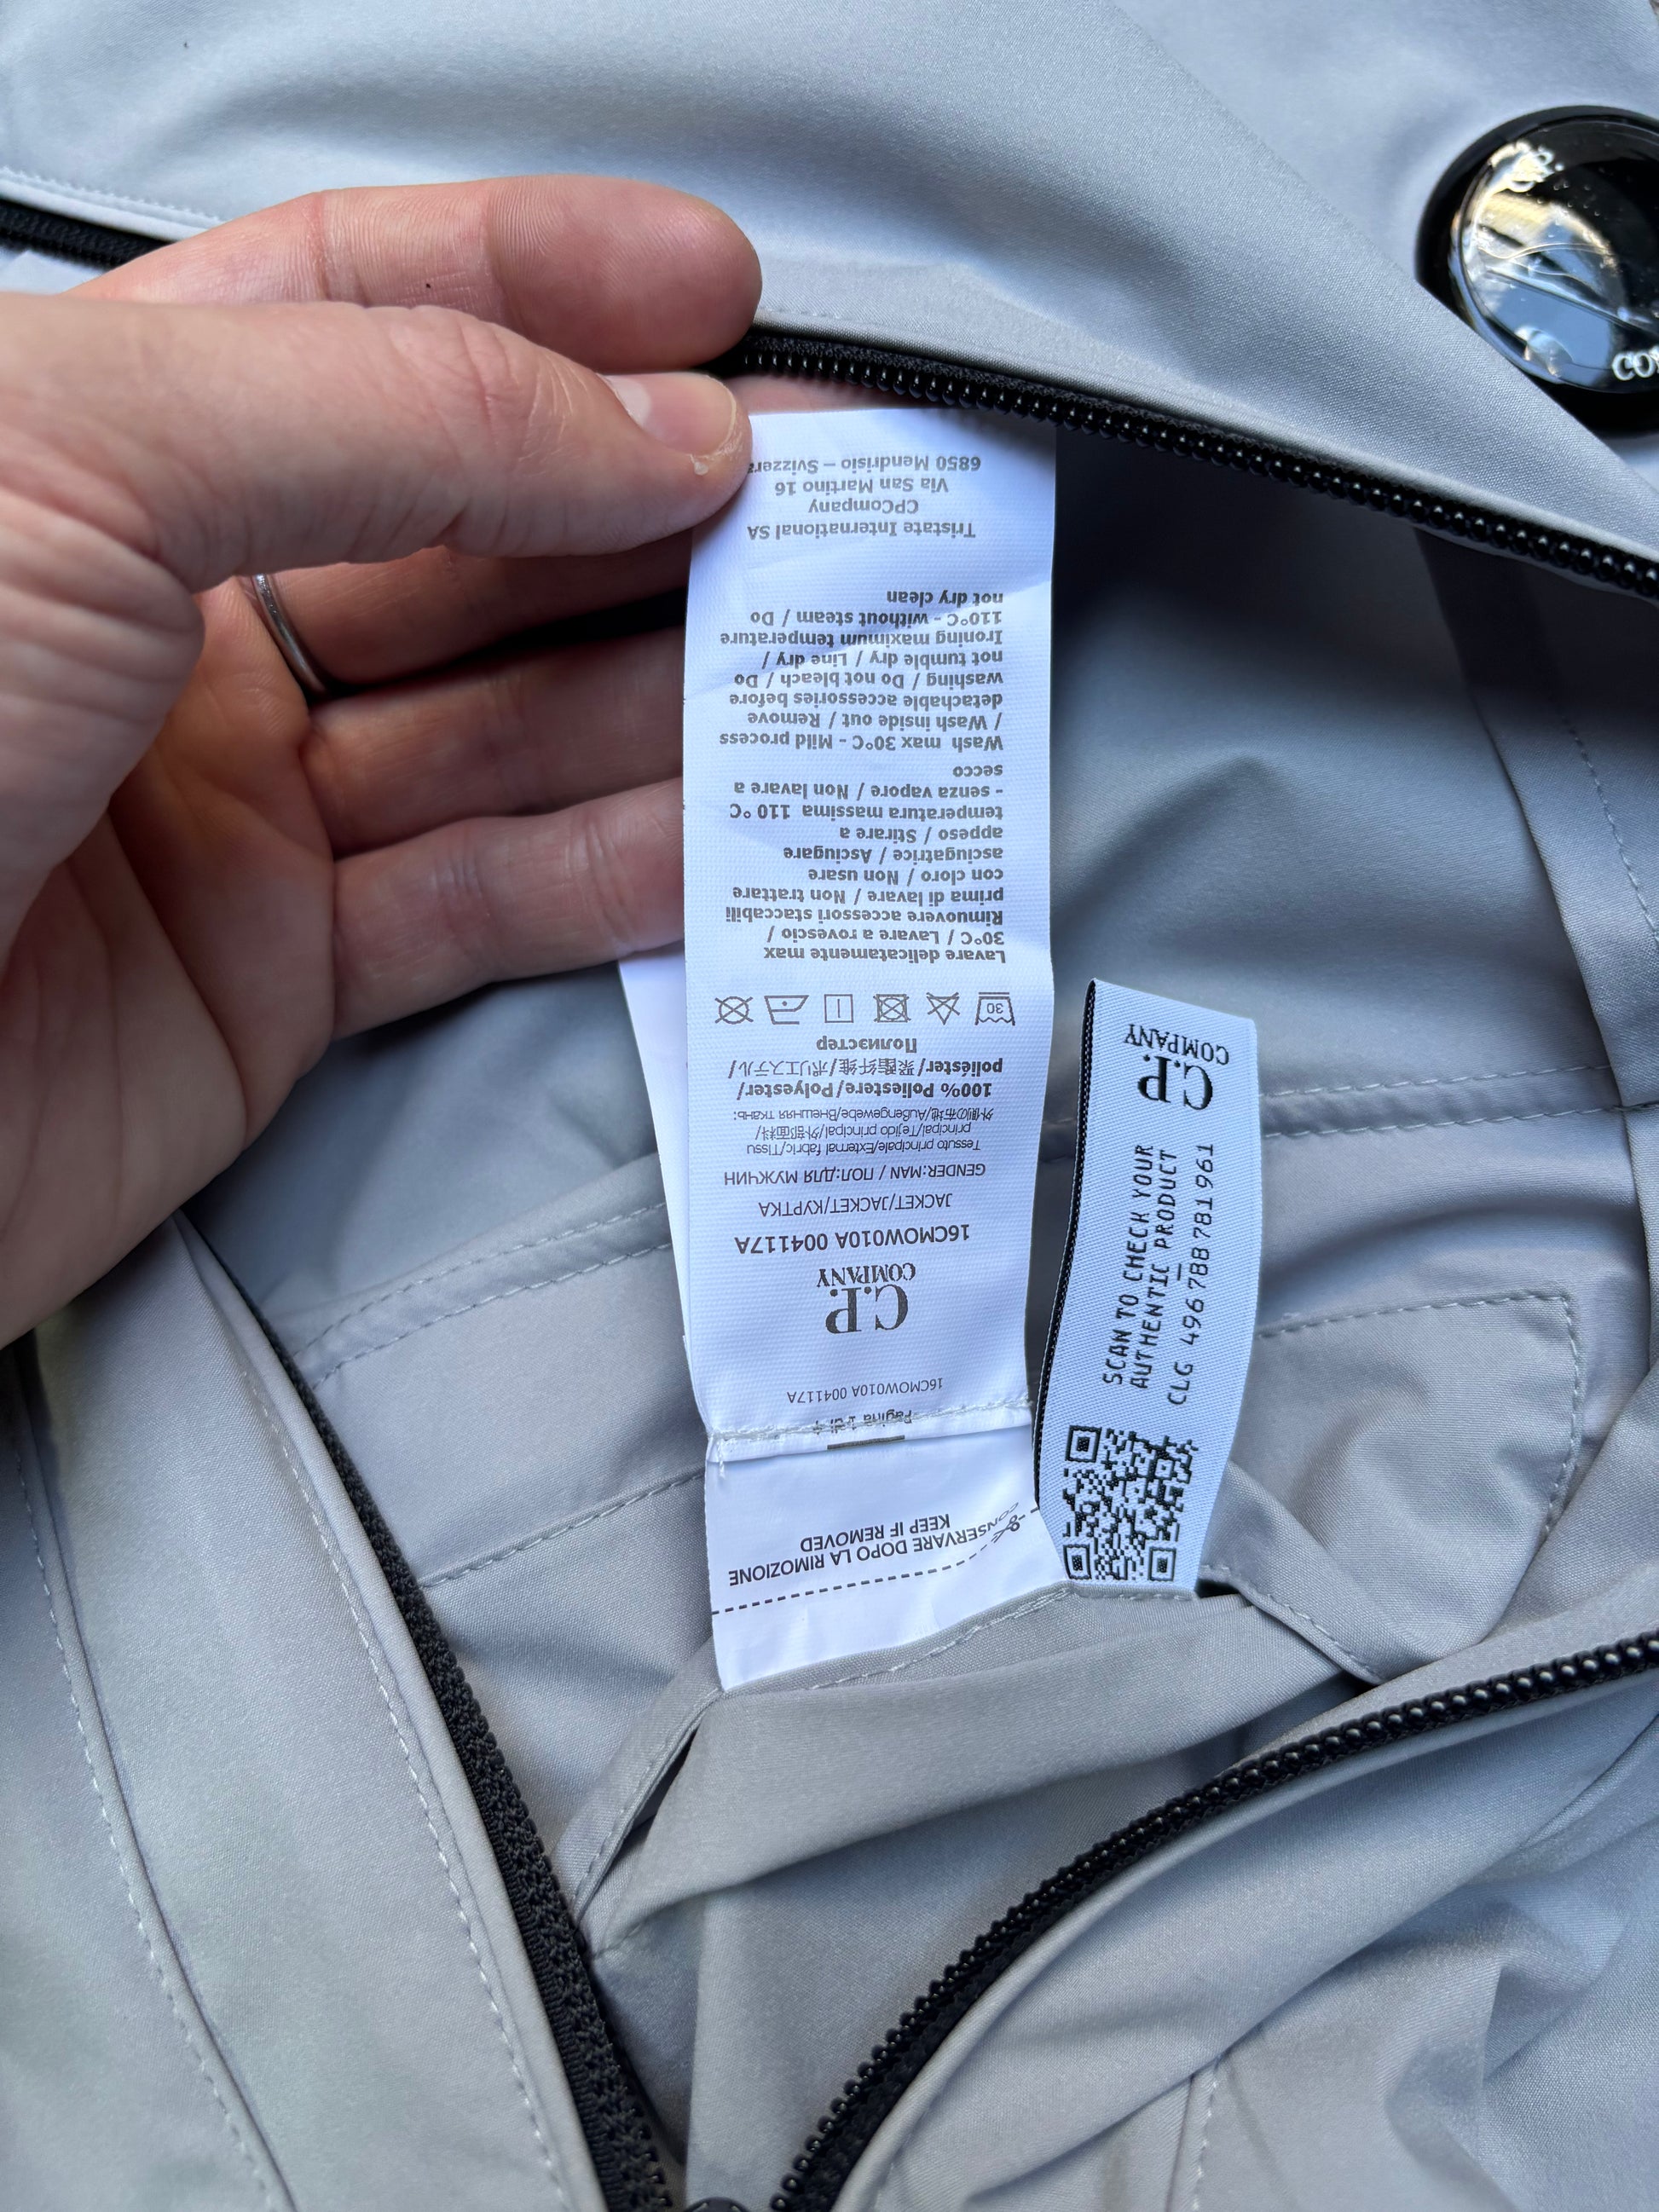 CONSERVARE DOPO LA RIMOZIONE
KEEP IF REMOVED
Pagina 1 di 4
16CMOW010A 004117A
C.P.
COMPANY
16CMOW010A 004117A
JACKET/JACKET/КУРТКА
GENDER:MAN / ПОЛ:ДЛЯ МУЖЧИН
Tessuto principale/External fabric/Tissu
principal/Tejido principal/外部面料/
外側の布地/Außengewebe/Внешняя ткань:
100% Poliestere/Polyester/
poliéster/聚酯纤维/ポリエステル/
Полиэстер
30
Lavare delicatamente max
30°C / Lavare a rovescio /
Rimuovere accessori staccabili
prima di lavare / Non trattare
con cloro / Non usare
asciugatrice / Asciugare
appeso / Stirare a
temperatura massima 110 °C
- senza vapore / Non lavare a
secco
Wash max 30°C - Mild process
/ Wash inside out / Remove
detachable accessories before
washing / Do not bleach / Do
not tumble dry / Line dry /
Ironing maximum temperature
110°C - without steam / Do
not dry clean
Tristate International SA
CPCompany
Via San Martino 16
6850 Mendrisio – Svizzera
C.P.
COMPANY
SCAN TO CHECK YOUR
AUTHENTIC PRODUCT
CLG 4967BB781961
C.P.